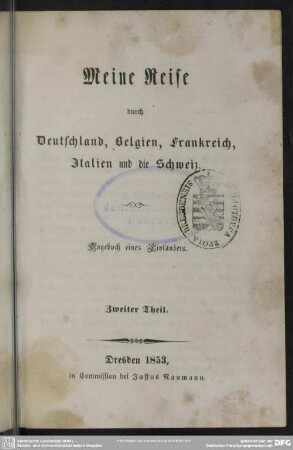 Meine Reise
durch
Deutschland, Belgien, Frankreich,
Italien und die Schweiz.
Tagebuch eines Livländers.
Zweiter Theil.
Dresden 1853,
in Commission bei Justus Naumann.